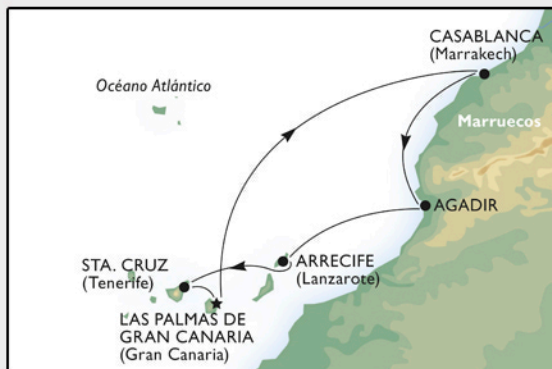 CASABLANCA
(Marrakech)
Océano Atlántico
Marruecos
AGADIR
ARRECIFE
(Lanzarote)
STA. CRUZ
(Tenerife)
LAS PALMAS DE
GRAN CANARIA
(Gran Canaria)